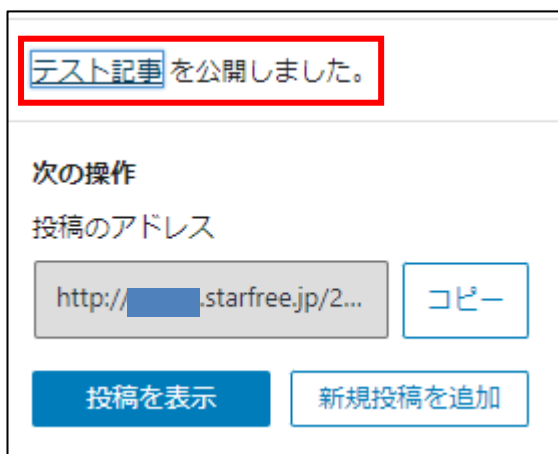 テスト記事 を公開しました。
次の操作
投稿のアドレス
http:// .starfree.jp/2...
コピー
投稿を表示
新規投稿を追加